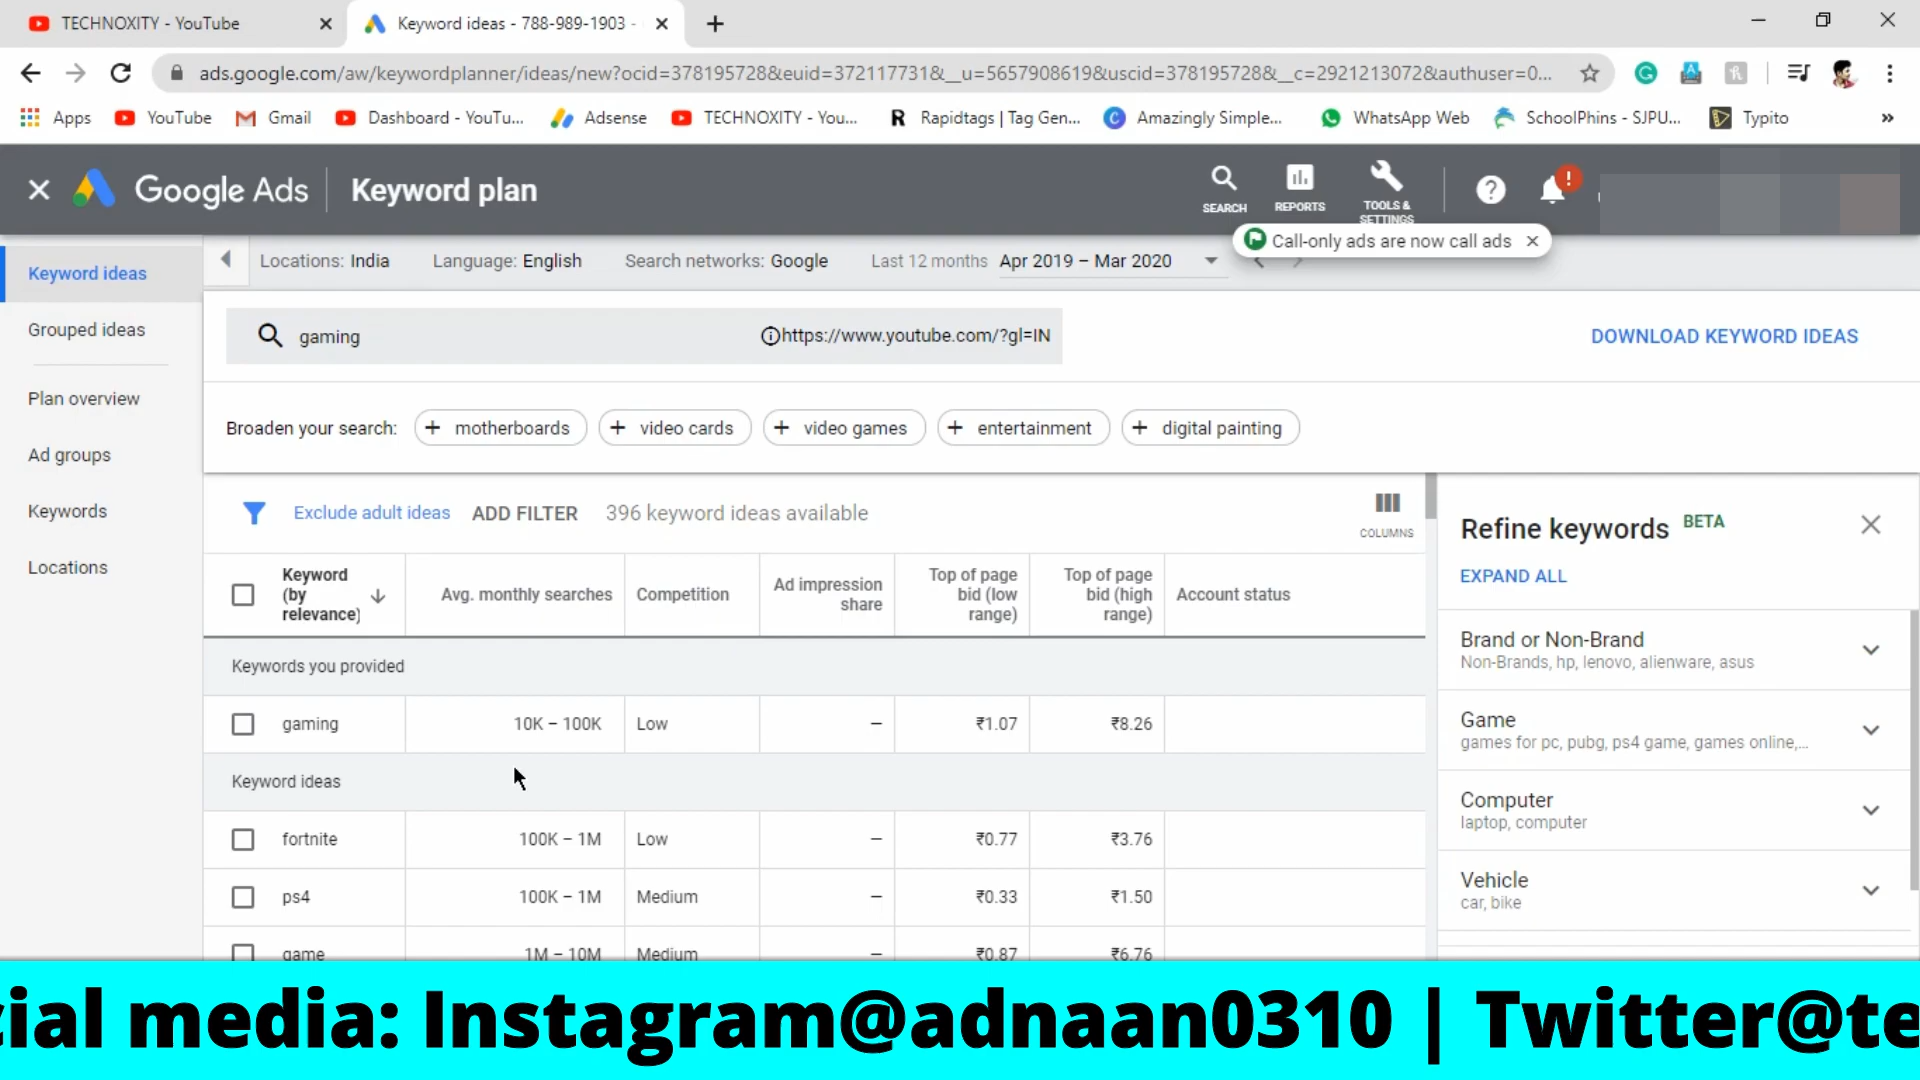 TECHNOXITY - YouTube
Keyword ideas - 788-989-1903 -
ads.google.com/aw/keywordplanner/ideas/new?ocid=378195728&euid=372117731&__u=5657908619&uscid=378195728&__c=2921213072&authuser=0...
Apps YouTube Gmail Dashboard - YouTu... Adsense TECHNOXITY - You... Rapidtags | Tag Gen... Amazingly Simple... WhatsApp Web SchoolPhins - SJPU... Typito »
Google Ads Keyword plan SEARCH REPORTS TOOLS & SETTINGS
Call-only ads are now call ads
Keyword ideas
Grouped ideas
Plan overview
Ad groups
Keywords
Locations
Locations: India Language: English Search networks: Google Last 12 months Apr 2019 – Mar 2020
gaming https://www.youtube.com/?gl=IN DOWNLOAD KEYWORD IDEAS
Broaden your search: + motherboards + video cards + video games + entertainment + digital painting
Exclude adult ideas ADD FILTER 396 keyword ideas available COLUMNS
Keyword (by relevance) Avg. monthly searches Competition Ad impression share Top of page bid (low range) Top of page bid (high range) Account status
Keywords you provided
gaming 10K – 100K Low – ₹1.07 ₹8.26
Keyword ideas
fortnite 100K – 1M Low – ₹0.77 ₹3.76
ps4 100K – 1M Medium – ₹0.33 ₹1.50
game 1M – 10M Medium – ₹0.87 ₹6.76
Refine keywords BETA
EXPAND ALL
Brand or Non-Brand
Non-Brands, hp, lenovo, alienware, asus
Game
games for pc, pubg, ps4 game, games online,...
Computer
laptop, computer
Vehicle
car, bike
cial media: Instagram@adnaan0310 | Twitter@te